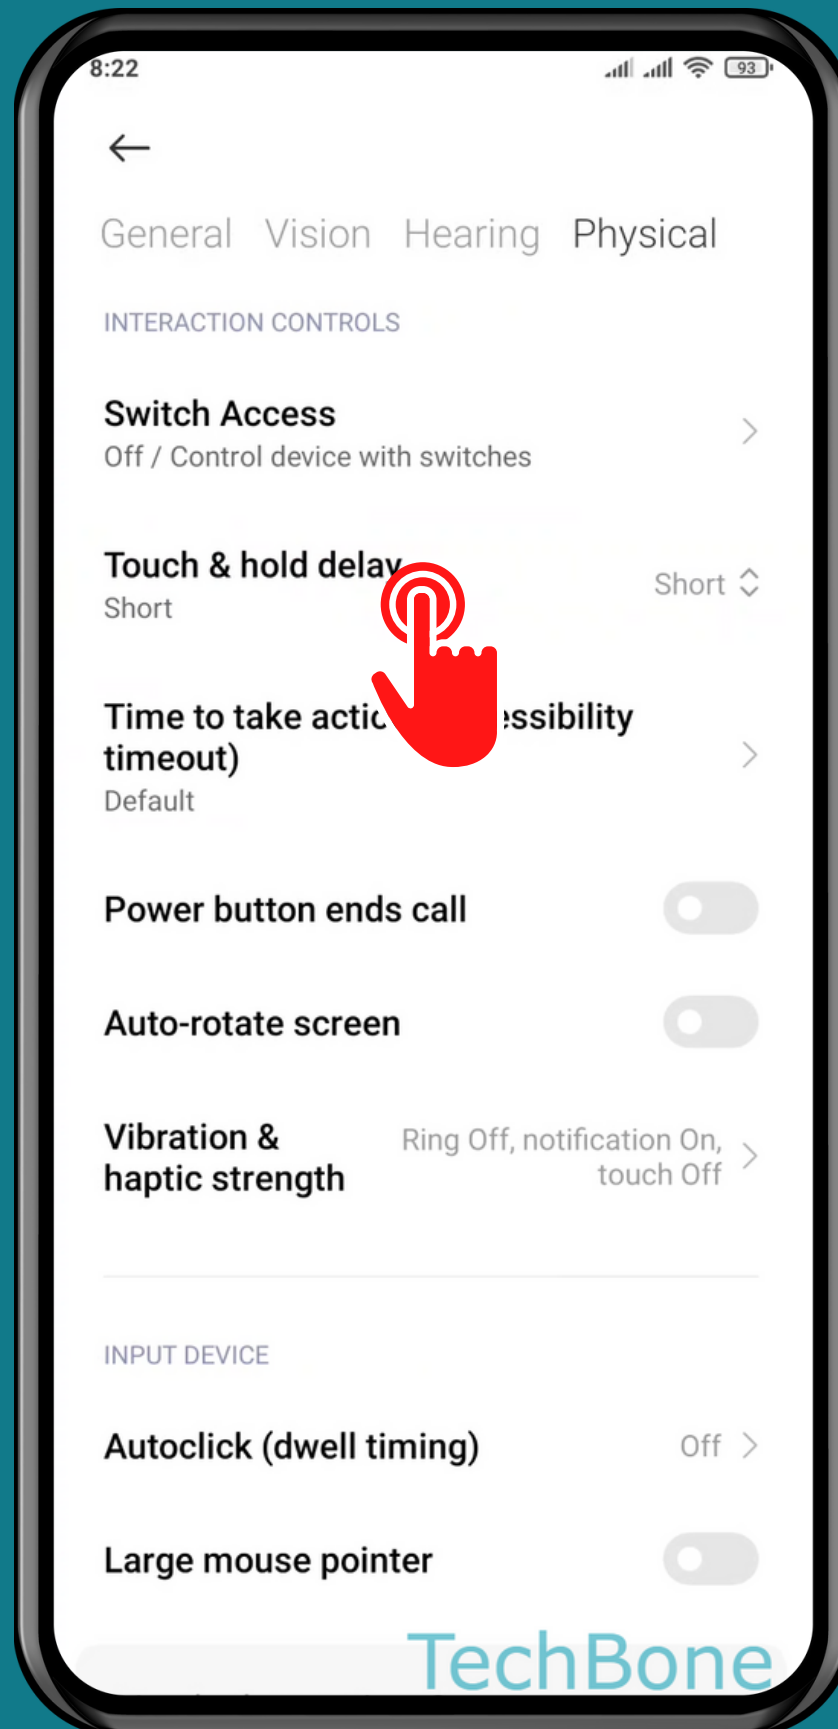 8:22
93
General Vision Hearing Physical
INTERACTION CONTROLS
Switch Access
Off / Control device with switches
Touch & hold delay
Short
Short
Time to take
timeout)
Default
Power button ends call
Auto-rotate screen
Vibration &
haptic strength
Ring Off, notification On,
touch Off
INPUT DEVICE
Autoclick (dwell timing)
Off
Large mouse pointer
TechBone